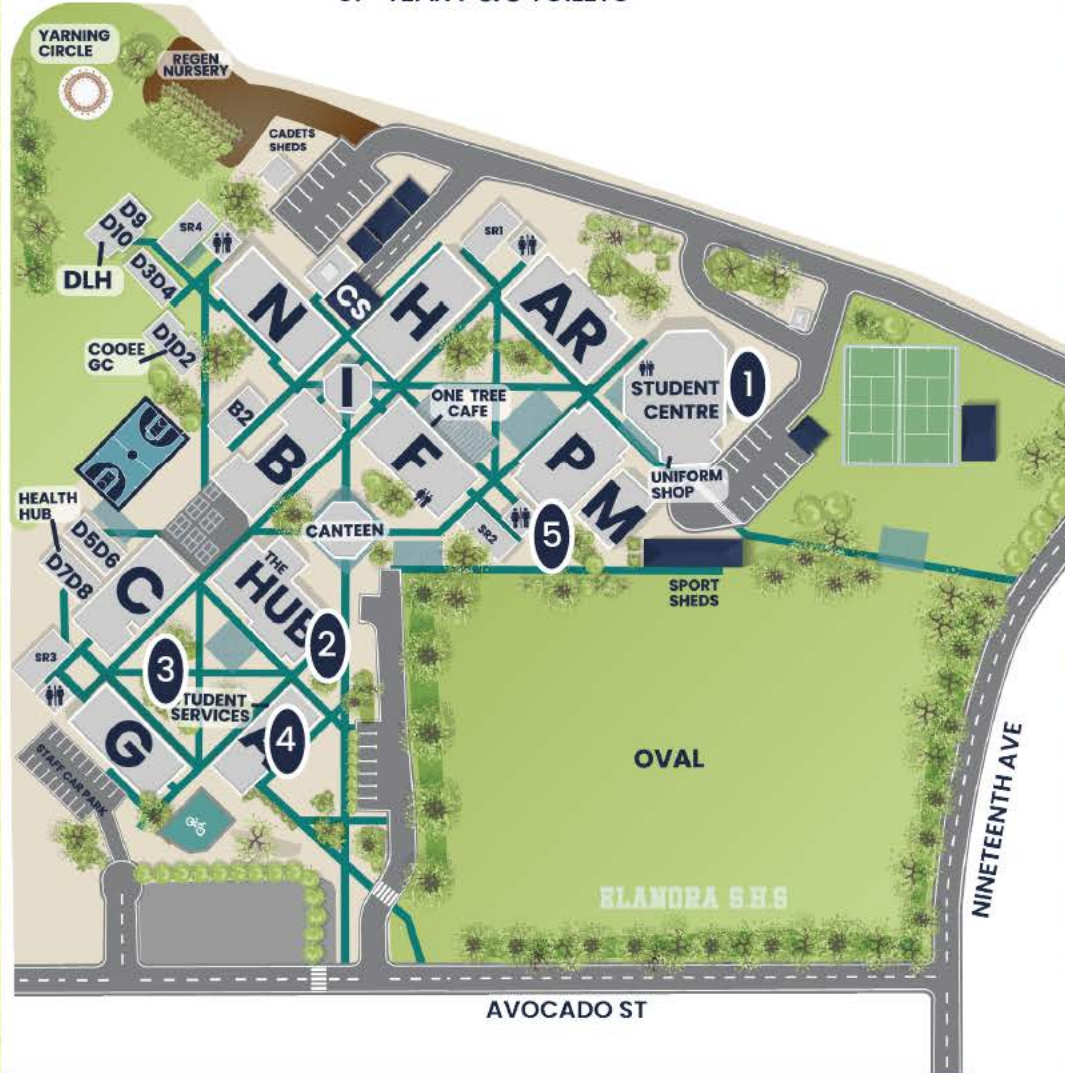 YARNING
CIRCLE
REGEN
NURSERY
CADETS
SHEDS
D9
D10
SR4
SR1
DLH
D3D4
N
CS
H
AR
COOEE
GC
D1D2
I
ONE TREE
CAFE
STUDENT
CENTRE
1
B2
B
F
P
M
UNIFORM
SHOP
HEALTH
HUB
D5D6
D7D8
CANTEEN
SR2
5
C
THE
HUB
SPORT
SHEDS
2
SR3
3
TUDENT
SERVICES
4
G
STAFF CAR PARK
OVAL
NINETEENTH AVE
ELANORA S.H.S
AVOCADO ST